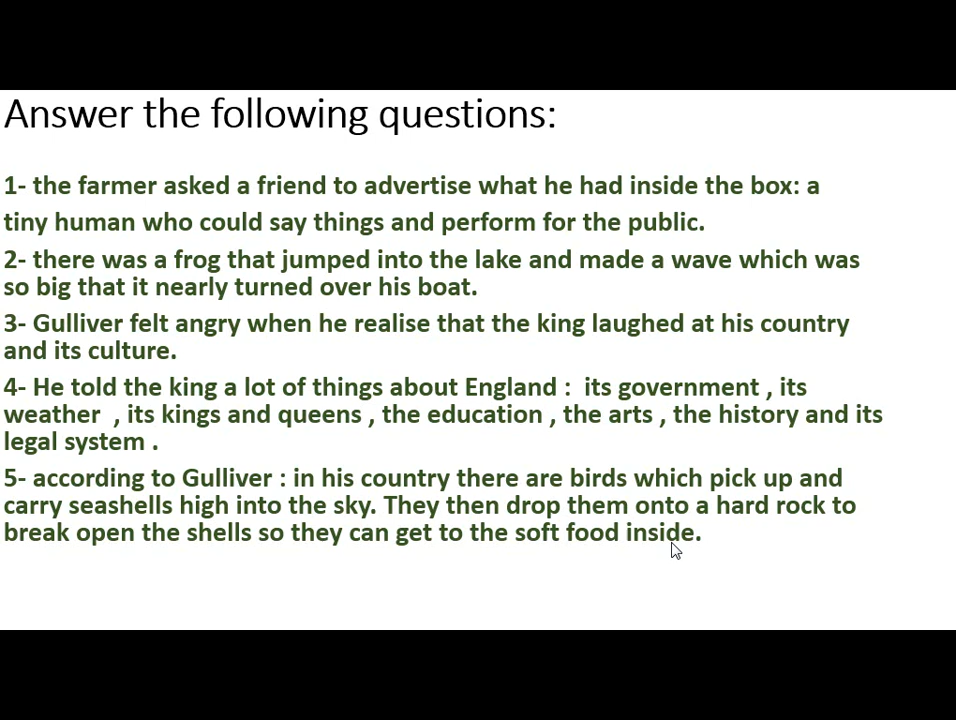 Answer the following questions:
1- the farmer asked a friend to advertise what he had inside the box: a
tiny human who could say things and perform for the public.
2- there was a frog that jumped into the lake and made a wave which was
so big that it nearly turned over his boat.
3- Gulliver felt angry when he realise that the king laughed at his country
and its culture.
4- He told the king a lot of things about England :  its government , its
weather  , its kings and queens , the education , the arts , the history and its
legal system .
5- according to Gulliver : in his country there are birds which pick up and
carry seashells high into the sky. They then drop them onto a hard rock to
break open the shells so they can get to the soft food inside.